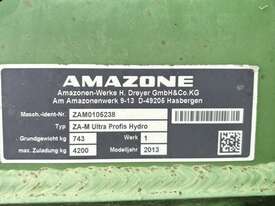 AMAZONE
Amazonen-Werke H. Dreyer GmbH&Co.KG
Am Amazonenwerk 9-13 D-49205 Hasbergen
Masch.-Ident-Nr. ZAM0105238
Typ ZA-M Ultra Profis Hydro
Grundgewicht kg 743 Werk 1
max. Zuladung kg 4200 Modelljahr 2013